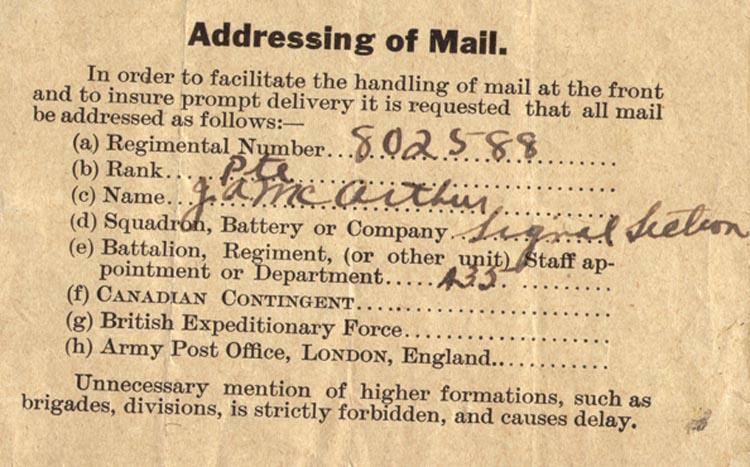 Addressing of Mail.
In order to facilitate the handling of mail at the front
and to insure prompt delivery it is requested that all mail
be addressed as follows:—
(a) Regimental Number...802588
(b) Rank....Pte
(c) Name....J. A McArthur
(d) Squadron, Battery or Company Signal Section
(e) Battalion, Regiment, (or other unit) Staff ap-
pointment or Department.....135
(f) CANADIAN CONTINGENT
(g) British Expeditionary Force
(h) Army Post Office, LONDON, England.
Unnecessary mention of higher formations, such as
brigades, divisions, is strictly forbidden, and causes delay.